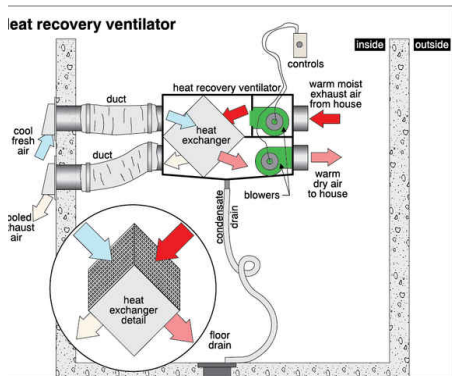 eat recovery ventilator
inside
outside
controls
heat recovery ventilator
warm moist
exhaust air
from house
duct
heat
exchanger
cool
fresh
air
duct
warm
dry air
to house
blowers
condensate
drain
ooled
haust
air
heat
exchanger
detail
floor
drain